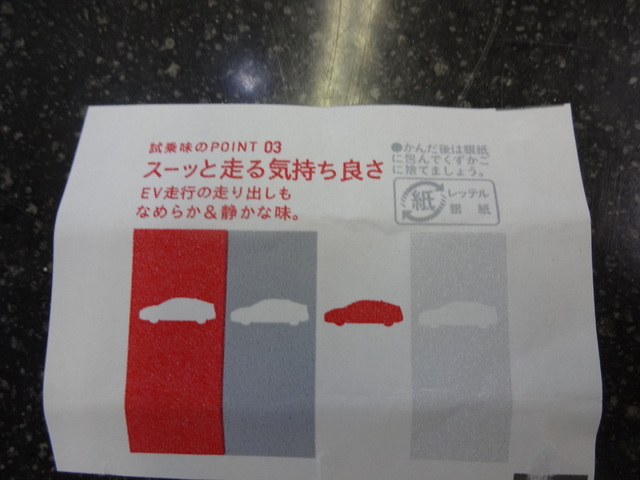 試乗味のPOINT 03
スーッと走る気持ち良さ
EV走行の走り出しも
なめらか&静かな味。
●かんだ後は銀紙
に包んでくずかご
に捨てましょう。
紙
レッテル
銀紙